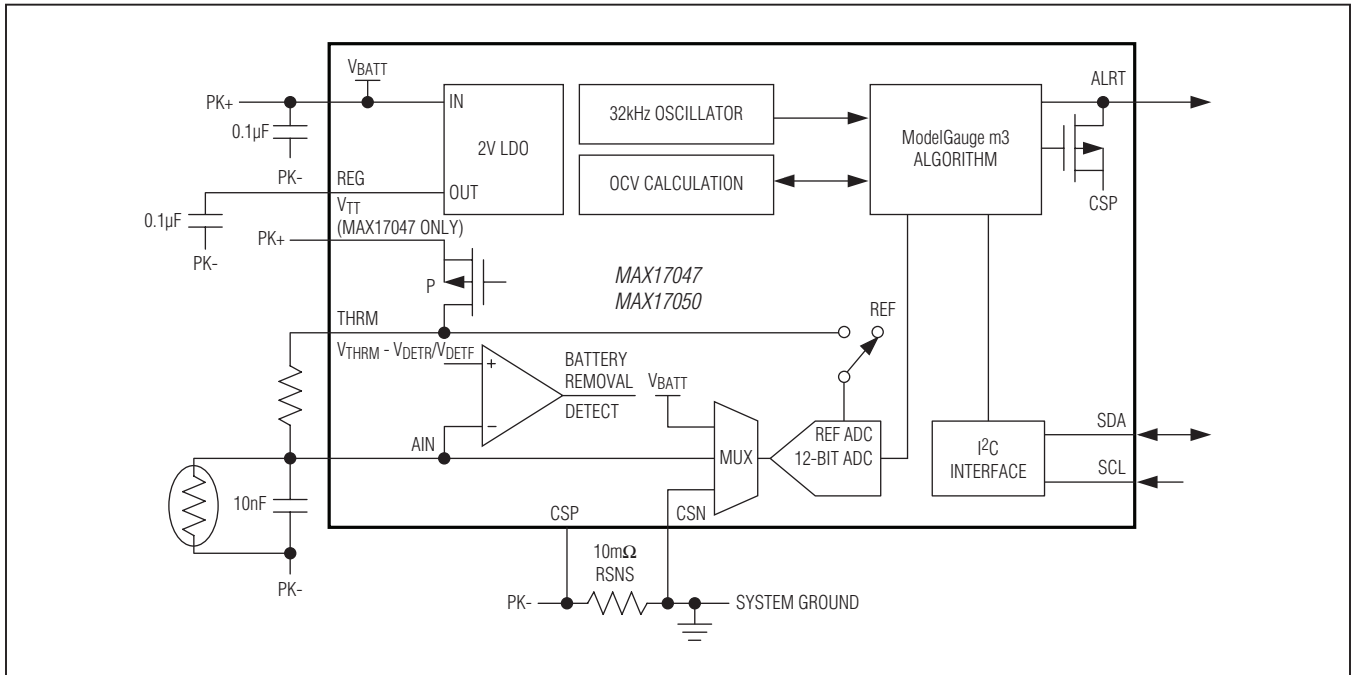 VBATT
ALRT
PK+
IN
0.1µF
PK-
2V LDO
32kHz OSCILLATOR
OCV CALCULATION
ModelGauge m3
ALGORITHM
CSP
REG
OUT
0.1µF
PK-
VTT
(MAX17047 ONLY)
PK+
P
MAX17047
MAX17050
THRM
REF
VTHRM - VDETR/VDETF
+
−
BATTERY
REMOVAL
DETECT
VBATT
AIN
MUX
REF ADC
12-BIT ADC
I2C
INTERFACE
SDA
SCL
10nF
PK-
CSP
CSN
10mΩ
RSNS
PK-
SYSTEM GROUND